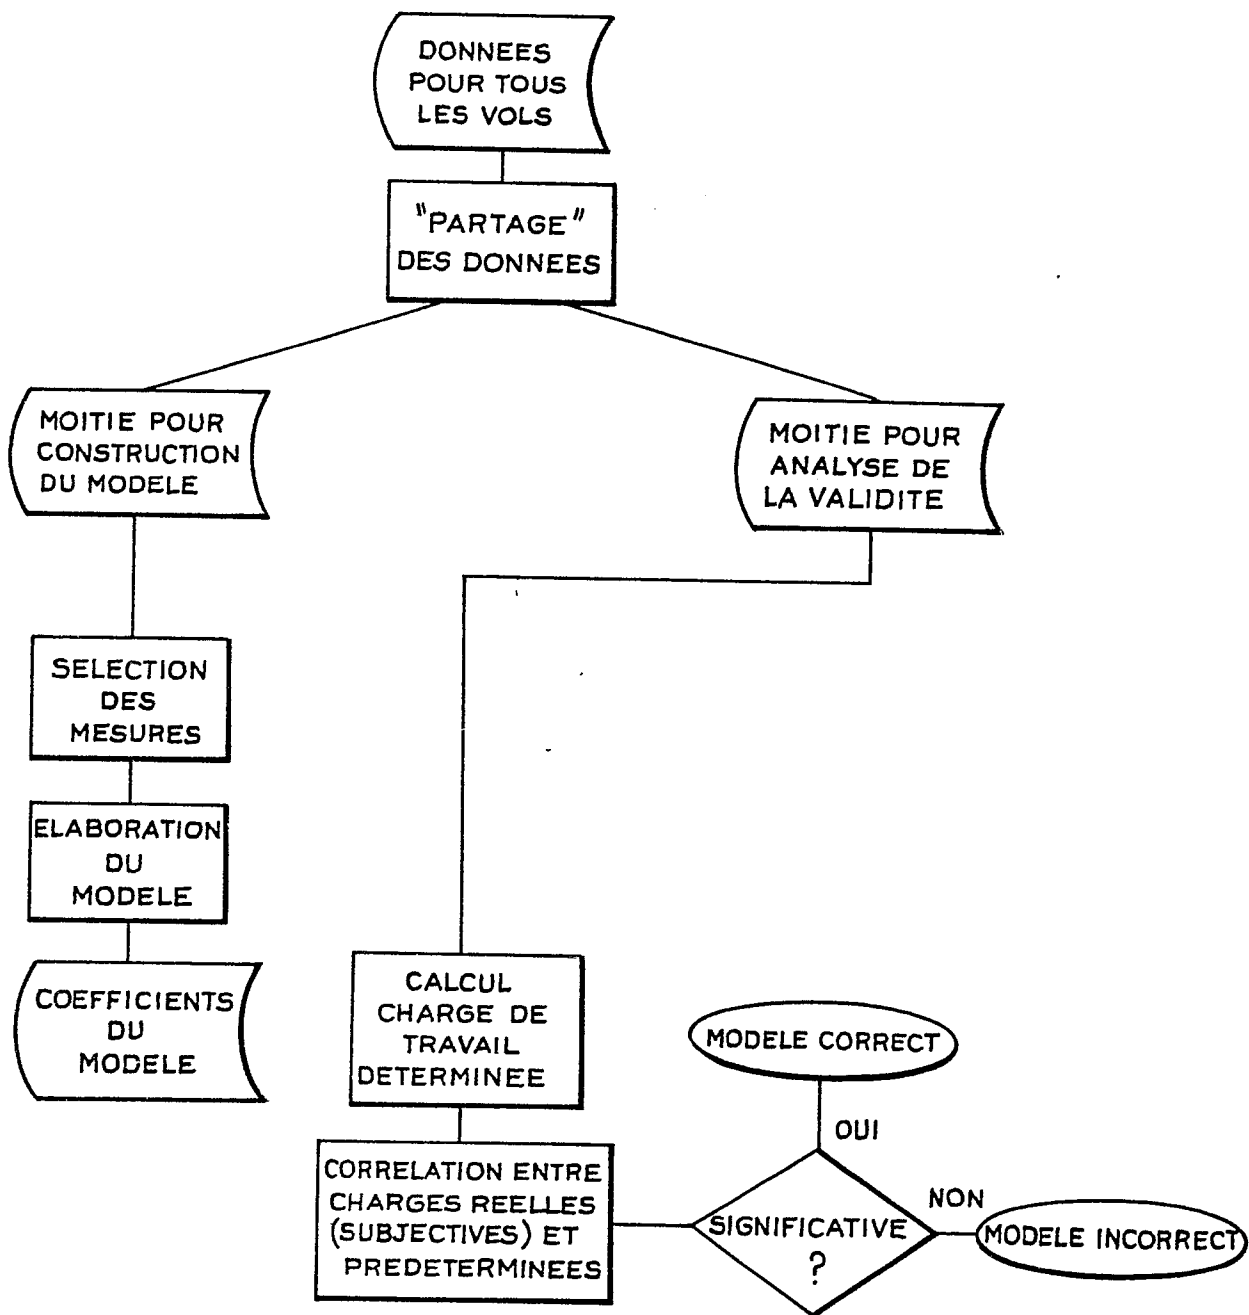 DONNEES
POUR TOUS
LES VOLS
"PARTAGE"
DES DONNEES
MOITIE POUR
CONSTRUCTION
DU MODELE
MOITIE POUR
ANALYSE DE
LA VALIDITE
SELECTION
DES
MESURES
ELABORATION
DU
MODELE
COEFFICIENTS
DU
MODELE
CALCUL
CHARGE DE
TRAVAIL
DETERMINEE
CORRELATION ENTRE
CHARGES REELLES
(SUBJECTIVES) ET
PREDETERMINEES
MODELE CORRECT
OUI
SIGNIFICATIVE
?
NON
MODELE INCORRECT